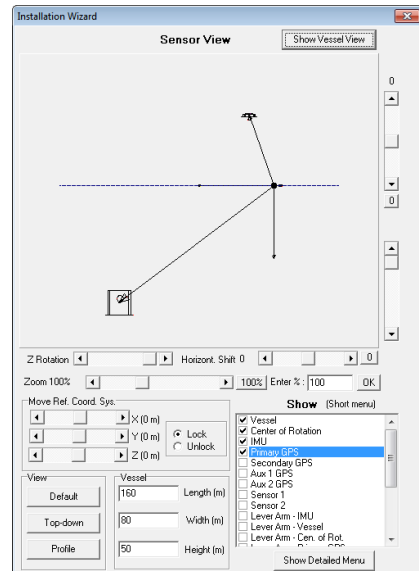 Installation Wizard
Sensor View
Show Vessel View
0
0
Z Rotation
Horizont. Shift 0
0
Zoom 100%
100%
Enter % :
100
OK
Move Ref. Coord. Sys.
X (0 m)
Y (0 m)
Z (0 m)
Lock
Unlock
View
Default
Top-down
Profile
Vessel
160
Length (m)
80
Width (m)
50
Height (m)
Show
(Short menu)
Vessel
Center of Rotation
IMU
Primary GPS
Secondary GPS
Aux 1 GPS
Aux 2 GPS
Sensor 1
Sensor 2
Lever Arm - IMU
Lever Arm - Vessel
Lever Arm - Cen. of Rot.
Show Detailed Menu